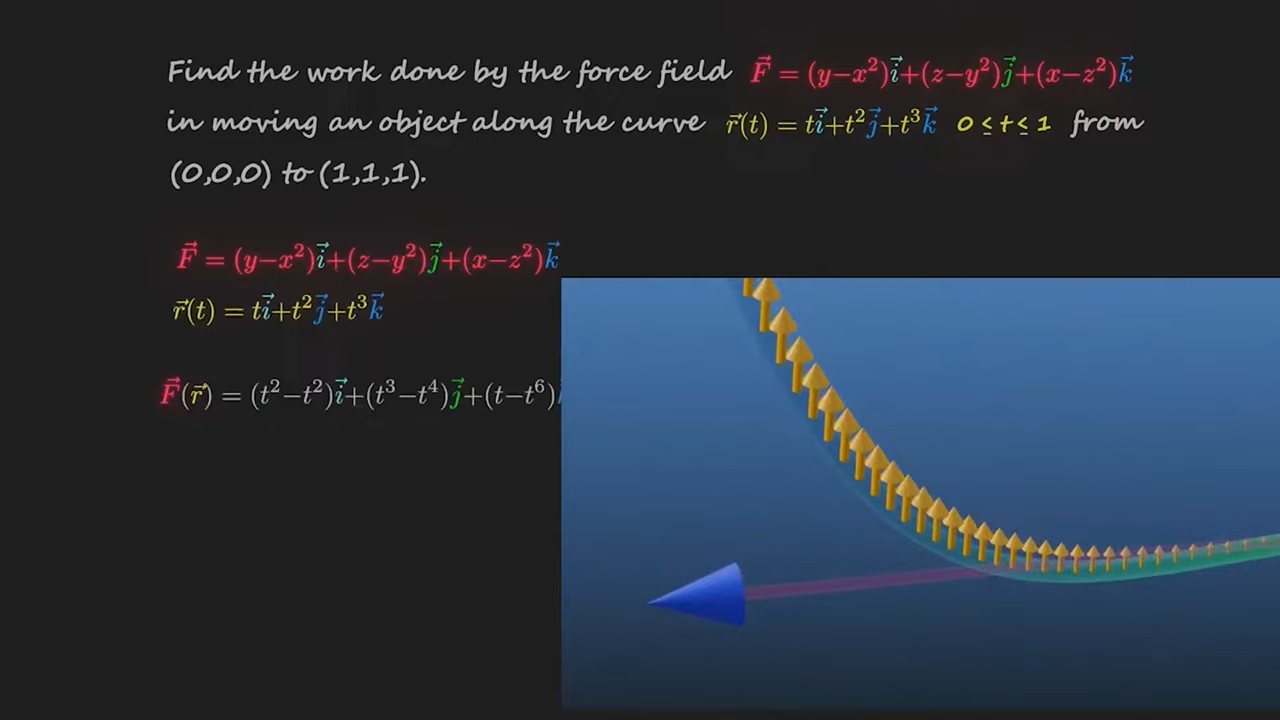 Find the work done by the force field F⃗ = (y−x²)i⃗+(z−y²)j⃗+(x−z²)k⃗
in moving an object along the curve r⃗(t) = ti⃗+t²j⃗+t³k⃗ 0 ≤ t ≤ 1 from
(0,0,0) to (1,1,1).
F⃗ = (y−x²)i⃗+(z−y²)j⃗+(x−z²)k⃗
r⃗(t) = ti⃗+t²j⃗+t³k⃗
F⃗(r⃗) = (t²−t²)i⃗+(t³−t⁴)j⃗+(t−t⁶)